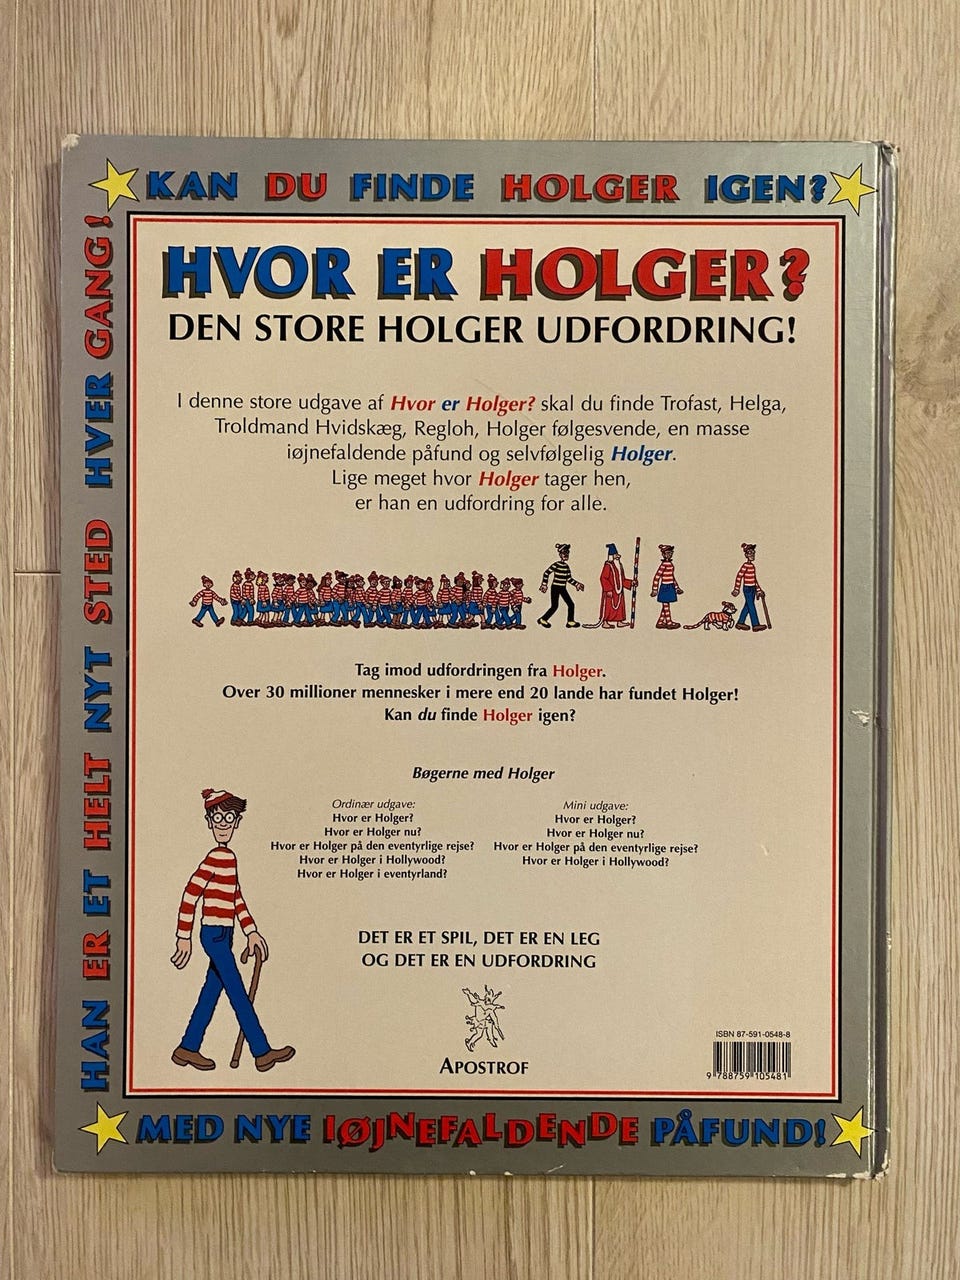 KAN DU FINDE HOLGER IGEN?
HAN ER ET HELT NYT STED HVER GANG!
HVOR ER HOLGER?
DEN STORE HOLGER UDFORDRING!
I denne store udgave af Hvor er Holger? skal du finde Trofast, Helga,
Troldmand Hvidskæg, Regloh, Holger følgesvende, en masse
iøjnefaldende påfund og selvfølgelig Holger.
Lige meget hvor Holger tager hen,
er han en udfordring for alle.
Tag imod udfordringen fra Holger.
Over 30 millioner mennesker i mere end 20 lande har fundet Holger!
Kan du finde Holger igen?
Bøgerne med Holger
Ordinær udgave:
Hvor er Holger?
Hvor er Holger nu?
Hvor er Holger på den eventyrlige rejse?
Hvor er Holger i Hollywood?
Hvor er Holger i eventyrland?
Mini udgave:
Hvor er Holger?
Hvor er Holger nu?
Hvor er Holger på den eventyrlige rejse?
Hvor er Holger i Hollywood?
DET ER ET SPIL, DET ER EN LEG
OG DET ER EN UDFORDRING
APOSTROF
ISBN 87-591-0548-8
9 788759 105481
MED NYE IØJNEFALDENDE PÅFUND!